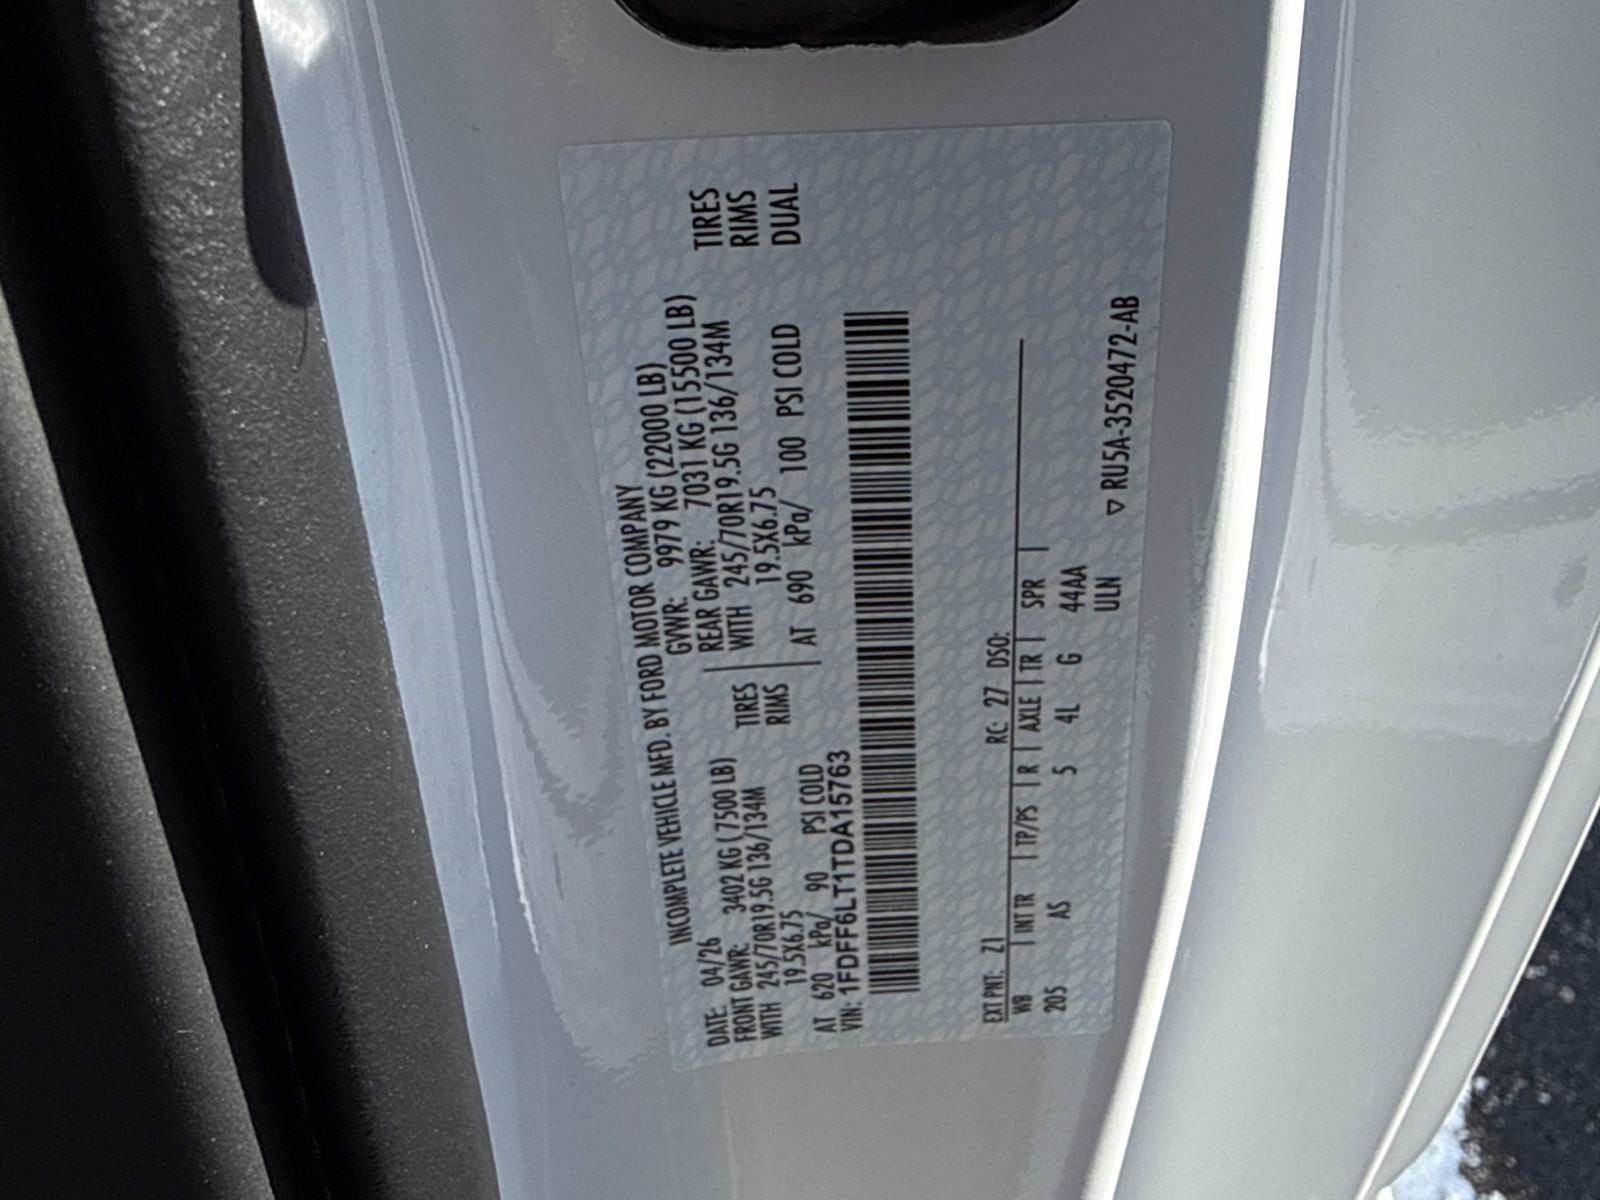 INCOMPLETE VEHICLE MFD. BY FORD MOTOR COMPANY
DATE: 04/26 GVWR: 9979 KG (22000 LB)
FRONT GAWR: 3402 KG (7500 LB) REAR GAWR: 7031 KG (15500 LB)
WITH 245/70R19.5G 136/134M TIRES WITH 245/70R19.5G 136/134M TIRES
19.5X6.75 RIMS 19.5X6.75 RIMS
AT 620 kPa/ 90 PSI COLD AT 690 kPa/ 100 PSI COLD DUAL
VIN: 1FDFF6LT1TDA15763
EXT PNT: Z1 RC: 27 DSO:
WB INT TR TP/PS R AXLE TR SPR
205 AS 5 4L G 44AA
ULN
▽ RU5A-3520472-AB